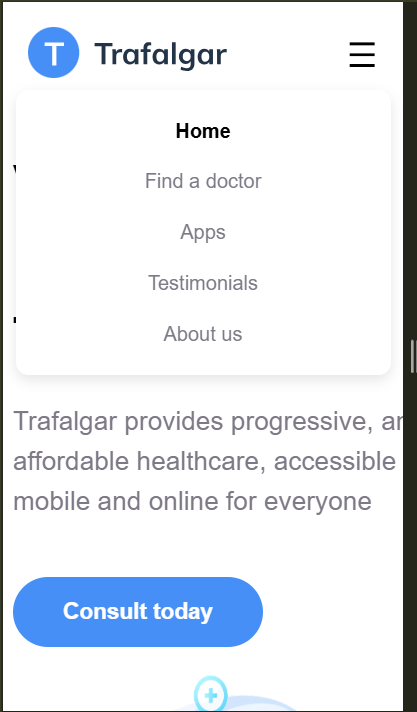 T Trafalgar
☰
Home
Find a doctor
Apps
Testimonials
About us
Trafalgar provides progressive, an
affordable healthcare, accessible
mobile and online for everyone
Consult today